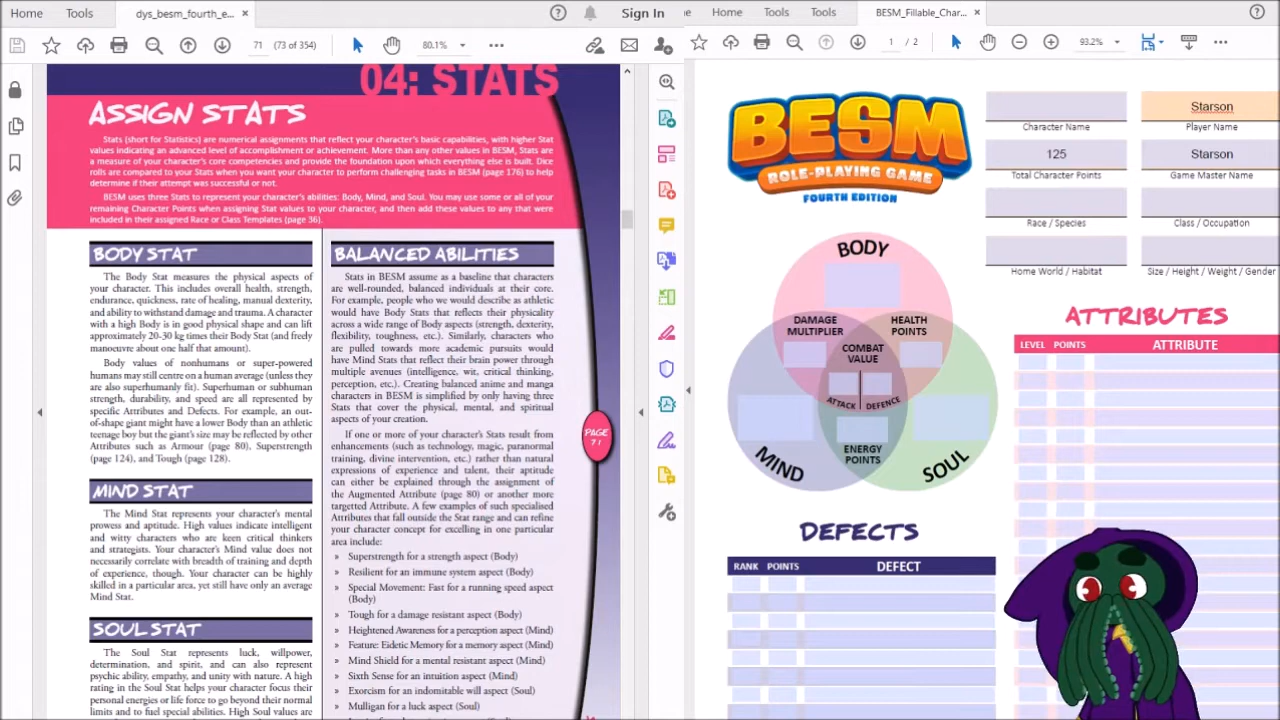 Home Tools dys_besm_fourth_e... × Sign In
71 (73 of 354) 80.1%
04: STATS
ASSIGN STATS
Stats (short for Statistics) are numerical assignments that reflect your character's basic capabilities, with higher Stat
values indicating an advanced level of accomplishment or achievement. More than any other values in BESM, Stats are
a measure of your character's core competencies and provide the foundation upon which everything else is built. Dice
rolls are compared to your Stats when you want your character to perform challenging tasks in BESM (page 176) to help
determine if their attempt was successful or not.
BESM uses three Stats to represent your character's abilities: Body, Mind, and Soul. You may use some or all of your
remaining Character Points when assigning Stat values to your character, and then add these values to any that were
included in their assigned Race or Class Templates (page 36).
BODY STAT
The Body Stat measures the physical aspects of
your character. This includes overall health, strength,
endurance, quickness, rate of healing, manual dexterity,
and ability to withstand damage and trauma. A character
with a high Body is in good physical shape and can lift
approximately 20-30 kg times their Body Stat (and freely
manoeuvre about one half that amount).
Body values of nonhumans or super-powered
humans may still centre on a human average (unless they
are also superhumanly fit). Superhuman or subhuman
strength, durability, and speed are all represented by
specific Attributes and Defects. For example, an out-
of-shape giant might have a lower Body than an athletic
teenage boy but the giant's size may be reflected by other
Attributes such as Armour (page 80), Superstrength
(page 124), and Tough (page 128).
MIND STAT
The Mind Stat represents your character's mental
prowess and aptitude. High values indicate intelligent
and witty characters who are keen critical thinkers
and strategists. Your character's Mind value does not
necessarily correlate with breadth of training and depth
of experience, though. Your character can be highly
skilled in a particular area, yet still have only an average
Mind Stat.
SOUL STAT
The Soul Stat represents luck, willpower,
determination, and spirit, and can also represent
psychic ability, empathy, and unity with nature. A high
rating in the Soul Stat helps your character focus their
personal energies or life force to go beyond their normal
limits and to fuel special abilities. High Soul values are
BALANCED ABILITIES
Stats in BESM assume as a baseline that characters
are well-rounded, balanced individuals at their core.
For example, people who we would describe as athletic
would have Body Stats that reflects their physicality
across a wide range of Body aspects (strength, dexterity,
flexibility, toughness, etc.). Similarly, characters who
are pulled towards more academic pursuits would
have Mind Stats that reflect their brain power through
multiple avenues (intelligence, wit, critical thinking,
perception, etc.). Creating balanced anime and manga
characters in BESM is simplified by only having three
Stats that cover the physical, mental, and spiritual
aspects of your creation.
If one or more of your character's Stats result from
enhancements (such as technology, magic, paranormal
training, divine intervention, etc.) rather than natural
expressions of experience and talent, their aptitude
can either be explained through the assignment of
the Augmented Attribute (page 80) or another more
targetted Attribute. A few examples of such specialised
Attributes that fall outside the Stat range and can refine
your character concept for excelling in one particular
area include:
» Superstrength for a strength aspect (Body)
» Resilient for an immune system aspect (Body)
» Special Movement: Fast for a running speed aspect
(Body)
» Tough for a damage resistant aspect (Body)
» Heightened Awareness for a perception aspect (Mind)
» Feature: Eidetic Memory for a memory aspect (Mind)
» Mind Shield for a mental resistant aspect (Mind)
» Sixth Sense for an intuition aspect (Mind)
» Exorcism for an indomitable will aspect (Soul)
» Mulligan for a luck aspect (Soul)
PAGE
71
me Home Tools Tools BESM_Fillable_Char... ×
1 / 2 93.2%
BESM
ROLE-PLAYING GAME
FOURTH EDITION
Starson
Character Name Player Name
125 Starson
Total Character Points Game Master Name
Race / Species Class / Occupation
Home World / Habitat Size / Height / Weight / Gender
BODY
DAMAGE
MULTIPLIER
HEALTH
POINTS
COMBAT
VALUE
ATTACK DEFENCE
ENERGY
POINTS
MIND
SOUL
ATTRIBUTES
LEVEL POINTS ATTRIBUTE
DEFECTS
RANK POINTS DEFECT